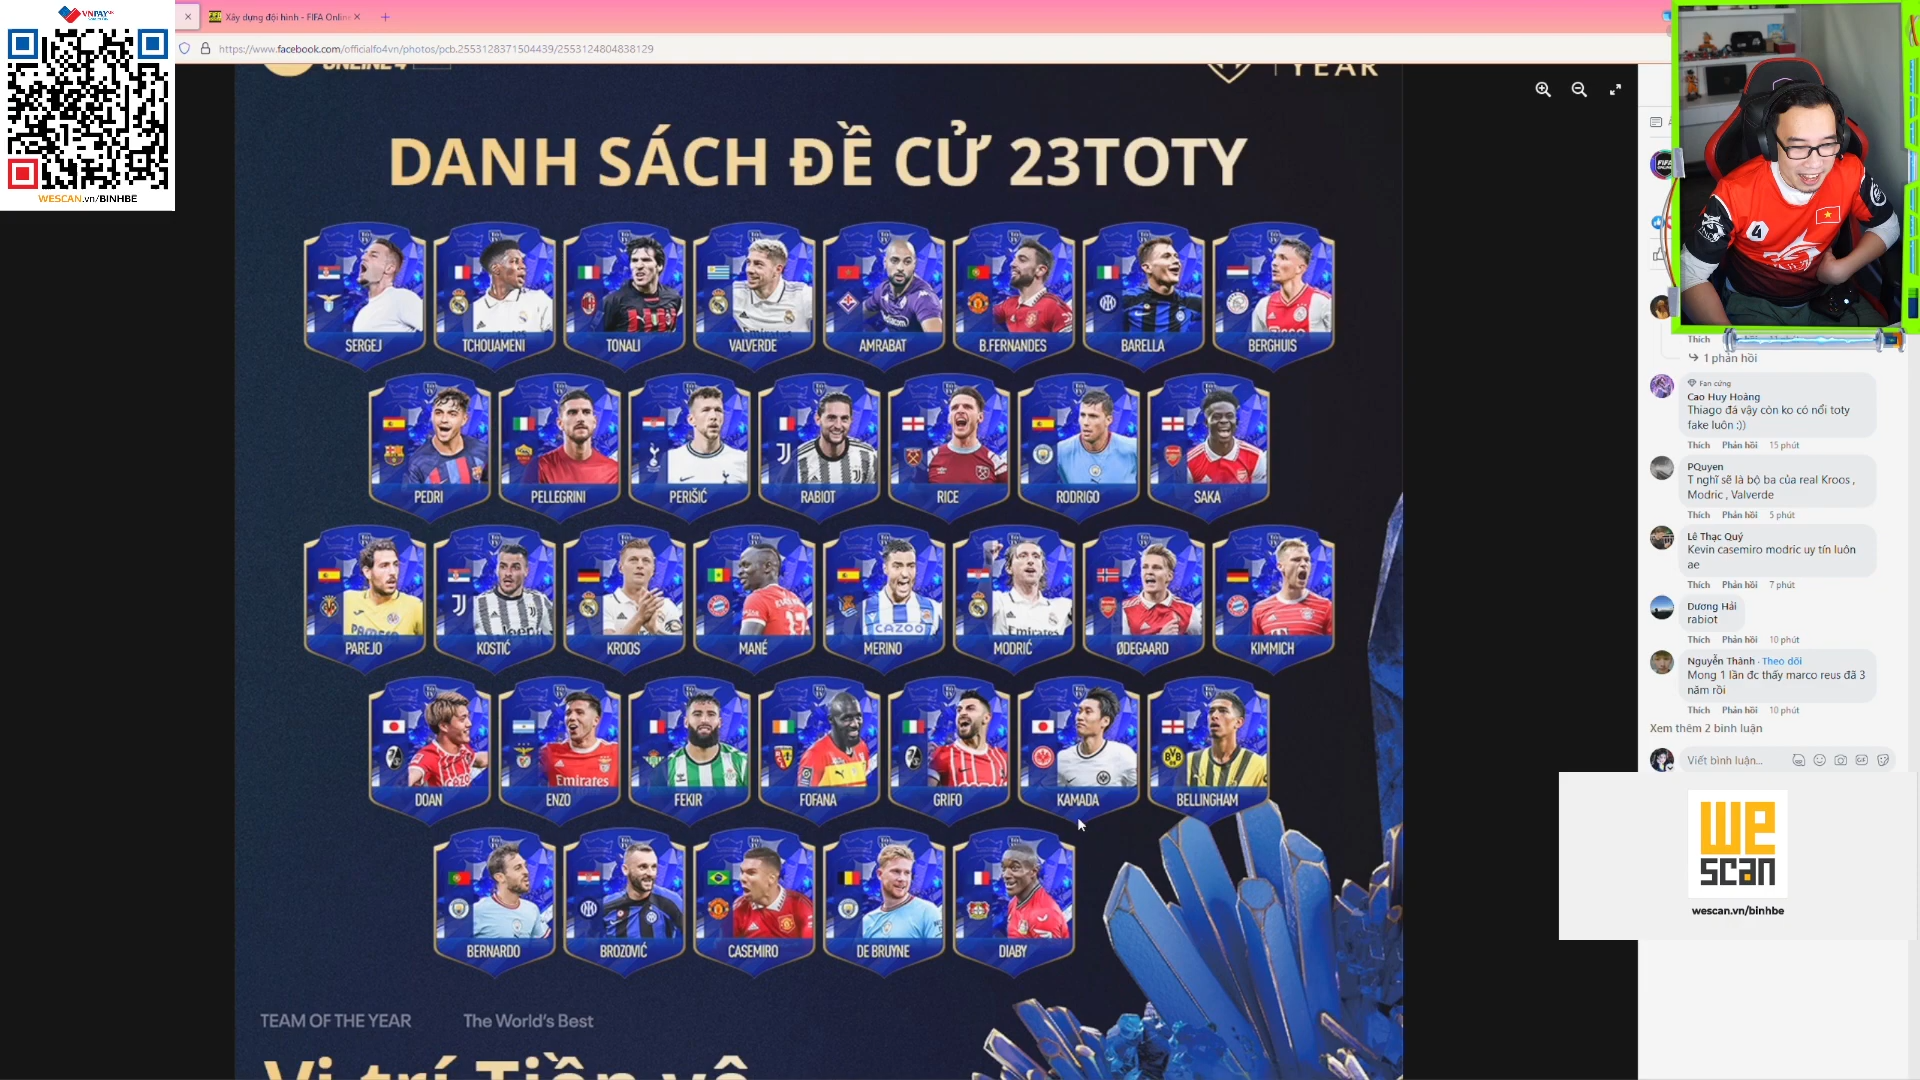 VNPAY
WESCAN.vn/BINHBE
Xây dựng đội hình - FIFA Online
https://www.facebook.com/officialfo4vn/photos/pcb.2553128371504439/2553124804838129
ONLINE 4
YEAR
DANH SÁCH ĐỀ CỬ 23TOTY
SERGEJ TCHOUAMENI TONALI VALVERDE AMRABAT B.FERNANDES BARELLA BERGHUIS
PEDRI PELLEGRINI PERIŠIĆ RABIOT RICE RODRIGO SAKA
PAREJO KOSTIĆ KROOS MANÉ MERINO MODRIĆ ØDEGAARD KIMMICH
DOAN ENZO FEKIR FOFANA GRIFO KAMADA BELLINGHAM
BERNARDO BROZOVIĆ CASEMIRO DE BRUYNE DIABY
TEAM OF THE YEAR The World's Best
Vị trí Tiền vệ
Thích
1 phản hồi
Fan cứng
Cao Huy Hoàng
Thiago đá vậy còn ko có nổi toty
fake luôn :))
Thích Phản hồi 15 phút
PQuyen
T nghĩ sẽ là bộ ba của real Kroos ,
Modric , Valverde
Thích Phản hồi 5 phút
Lê Thạc Quý
Kevin casemiro modric uy tín luôn
ae
Thích Phản hồi 7 phút
Dương Hải
rabiot
Thích Phản hồi 10 phút
Nguyễn Thành · Theo dõi
Mong 1 lần đc thấy marco reus đã 3
năm rồi
Thích Phản hồi 10 phút
Xem thêm 2 bình luận
Viết bình luận...
we
scan
wescan.vn/binhbe